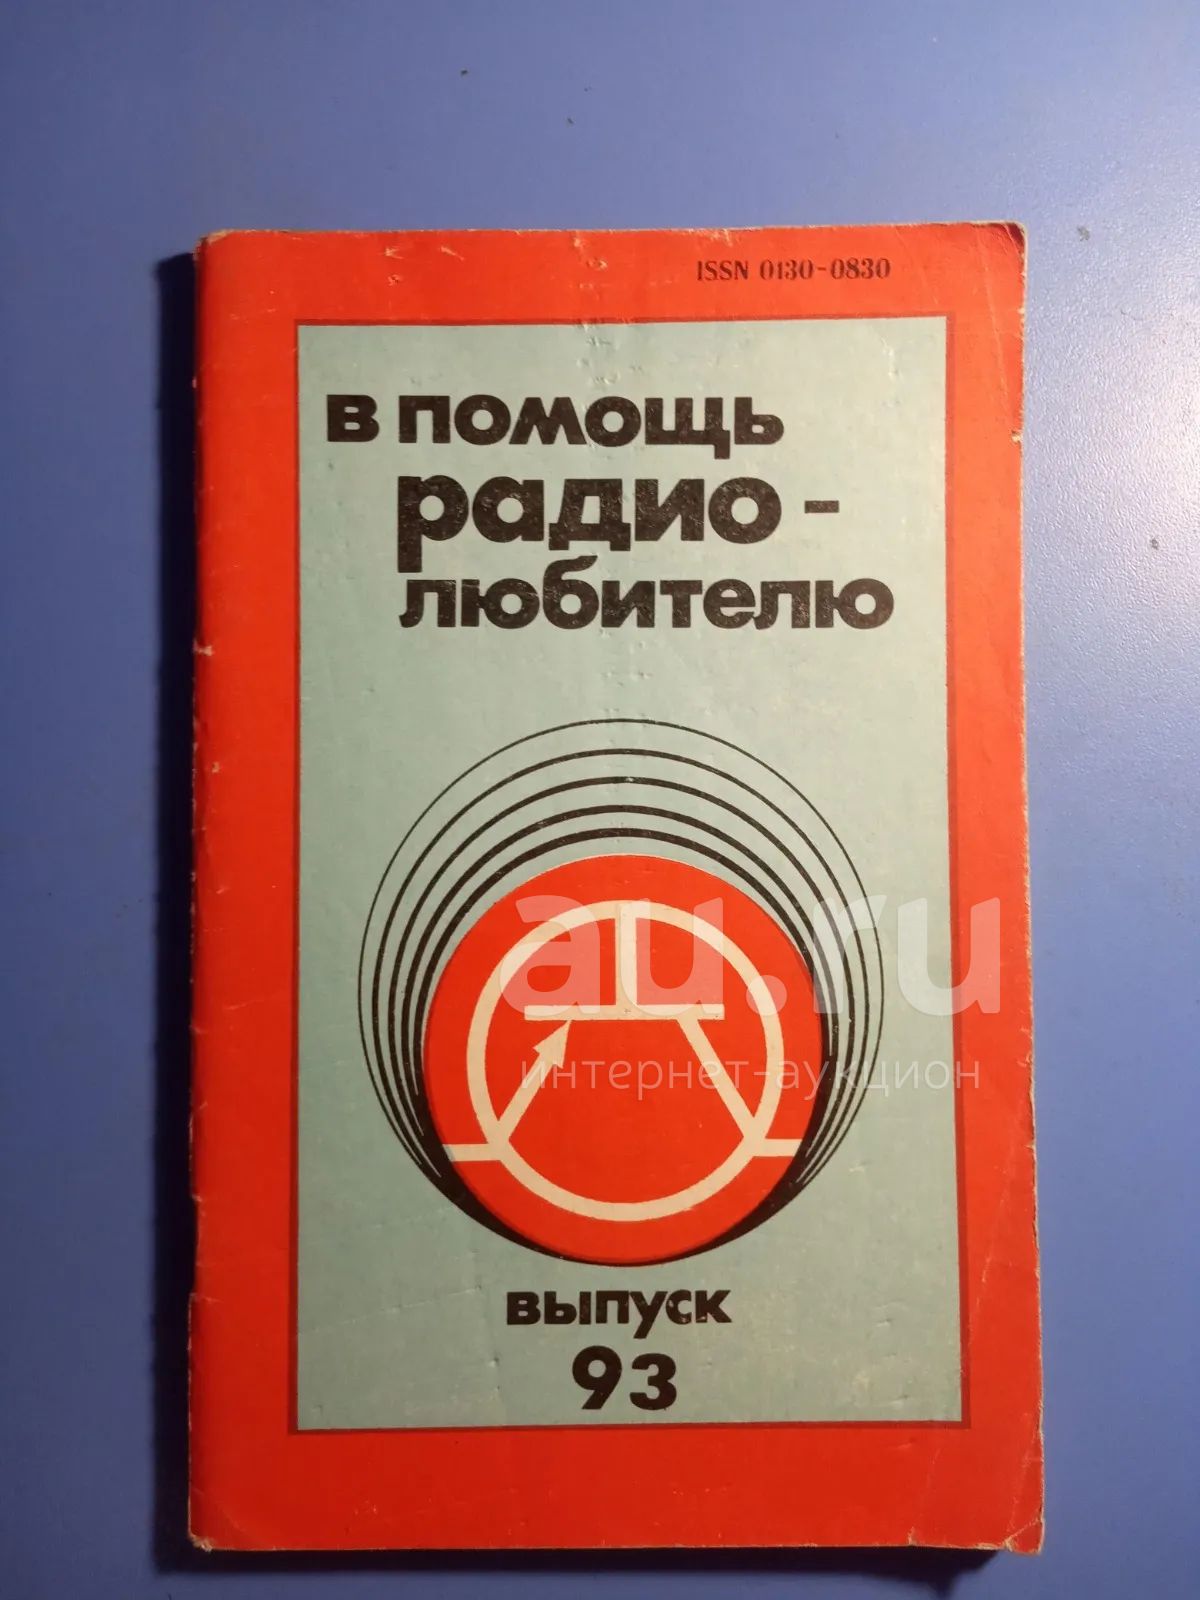 ISSN 0130-0830
в помощь
радио-
любителю
au.ru
интернет-аукцион
выпуск
93